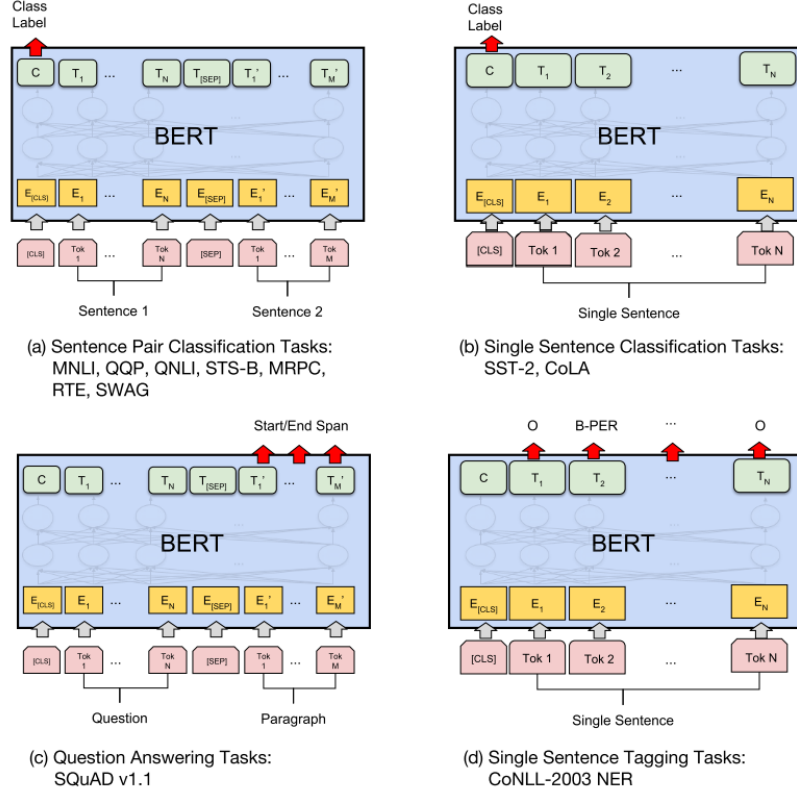 Class
Label
C T1 ... TN T[SEP] T1' ... TM'
...
BERT
...
E[CLS] E1 ... EN E[SEP] E1' ... EM'
[CLS] Tok 1 ... Tok N [SEP] Tok 1 ... Tok M
Sentence 1 Sentence 2
(a) Sentence Pair Classification Tasks:
MNLI, QQP, QNLI, STS-B, MRPC,
RTE, SWAG
Class
Label
C T1 T2 ... TN
...
BERT
...
E[CLS] E1 E2 ... EN
[CLS] Tok 1 Tok 2 ... Tok N
Single Sentence
(b) Single Sentence Classification Tasks:
SST-2, CoLA
Start/End Span
C T1 ... TN T[SEP] T1' ... TM'
...
BERT
...
E[CLS] E1 ... EN E[SEP] E1' ... EM'
[CLS] Tok 1 ... Tok N [SEP] Tok 1 ... Tok M
Question Paragraph
(c) Question Answering Tasks:
SQuAD v1.1
O B-PER ... O
C T1 T2 ... TN
...
BERT
...
E[CLS] E1 E2 ... EN
[CLS] Tok 1 Tok 2 ... Tok N
Single Sentence
(d) Single Sentence Tagging Tasks:
CoNLL-2003 NER